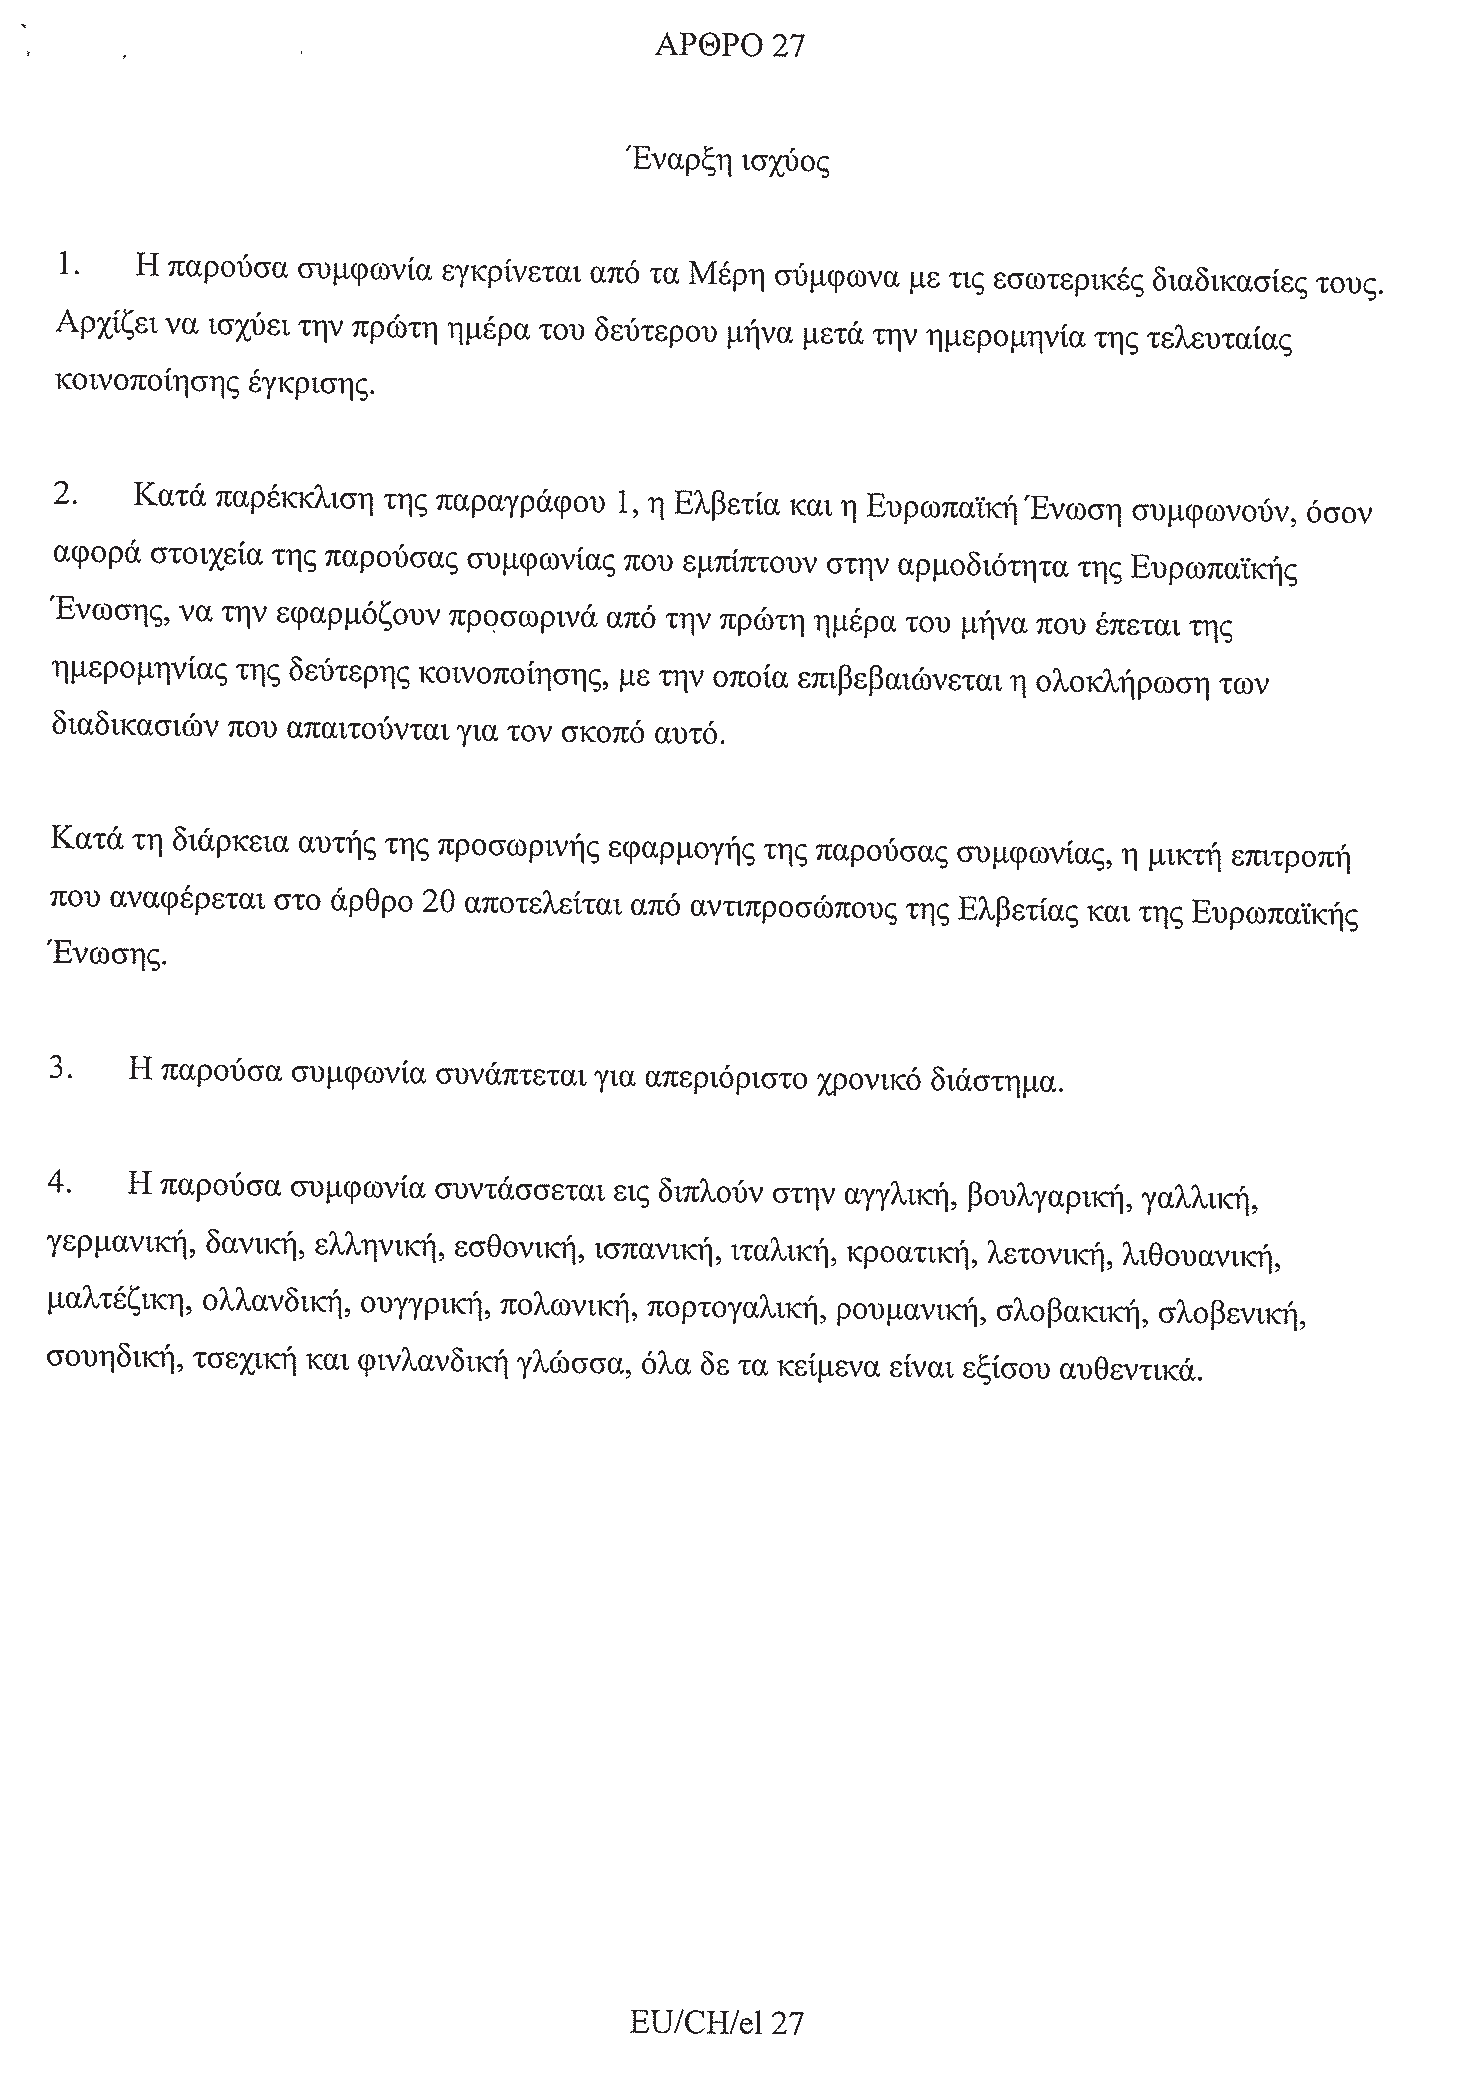 ΑΡΘΡΟ 27
Έναρξη ισχύος
1. Η παρούσα συμφωνία εγκρίνεται από τα Μέρη σύμφωνα με τις εσωτερικές διαδικασίες τους.
Αρχίζει να ισχύει την πρώτη ημέρα του δεύτερου μήνα μετά την ημερομηνία της τελευταίας
κοινοποίησης έγκρισης.
2. Κατά παρέκκλιση της παραγράφου 1, η Ελβετία και η Ευρωπαϊκή Ένωση συμφωνούν, όσον
αφορά στοιχεία της παρούσας συμφωνίας που εμπίπτουν στην αρμοδιότητα της Ευρωπαϊκής
Ένωσης, να την εφαρμόζουν προσωρινά από την πρώτη ημέρα του μήνα που έπεται της
ημερομηνίας της δεύτερης κοινοποίησης, με την οποία επιβεβαιώνεται η ολοκλήρωση των
διαδικασιών που απαιτούνται για τον σκοπό αυτό.
Κατά τη διάρκεια αυτής της προσωρινής εφαρμογής της παρούσας συμφωνίας, η μικτή επιτροπή
που αναφέρεται στο άρθρο 20 αποτελείται από αντιπροσώπους της Ελβετίας και της Ευρωπαϊκής
Ένωσης.
3. Η παρούσα συμφωνία συνάπτεται για απεριόριστο χρονικό διάστημα.
4. Η παρούσα συμφωνία συντάσσεται εις διπλούν στην αγγλική, βουλγαρική, γαλλική,
γερμανική, δανική, ελληνική, εσθονική, ισπανική, ιταλική, κροατική, λετονική, λιθουανική,
μαλτέζικη, ολλανδική, ουγγρική, πολωνική, πορτογαλική, ρουμανική, σλοβακική, σλοβενική,
σουηδική, τσεχική και φινλανδική γλώσσα, όλα δε τα κείμενα είναι εξίσου αυθεντικά.
EU/CH/el 27